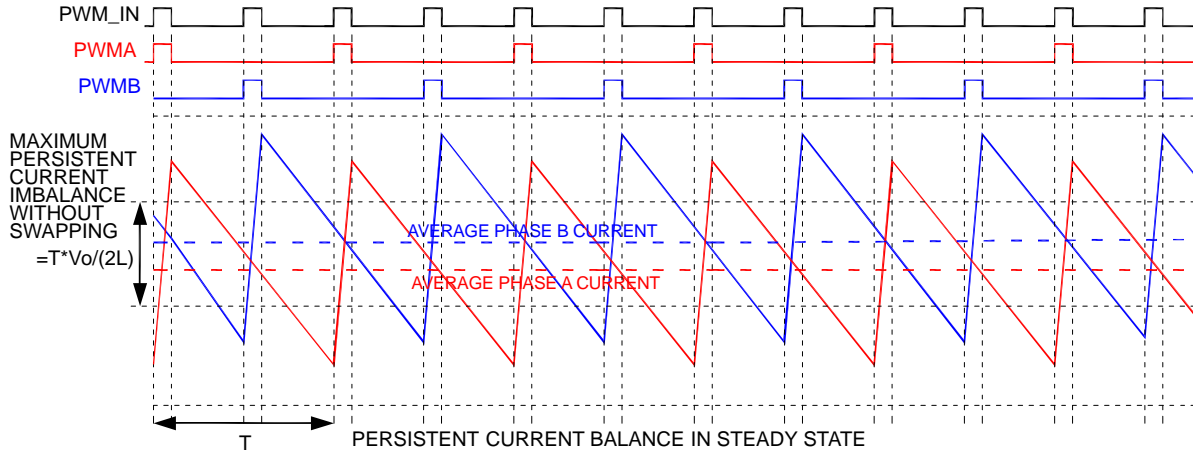 PWM_IN
PWMA
PWMB
MAXIMUM
PERSISTENT
CURRENT
IMBALANCE
WITHOUT
SWAPPING
=T*Vo/(2L)
AVERAGE PHASE B CURRENT
AVERAGE PHASE A CURRENT
T
PERSISTENT CURRENT BALANCE IN STEADY STATE